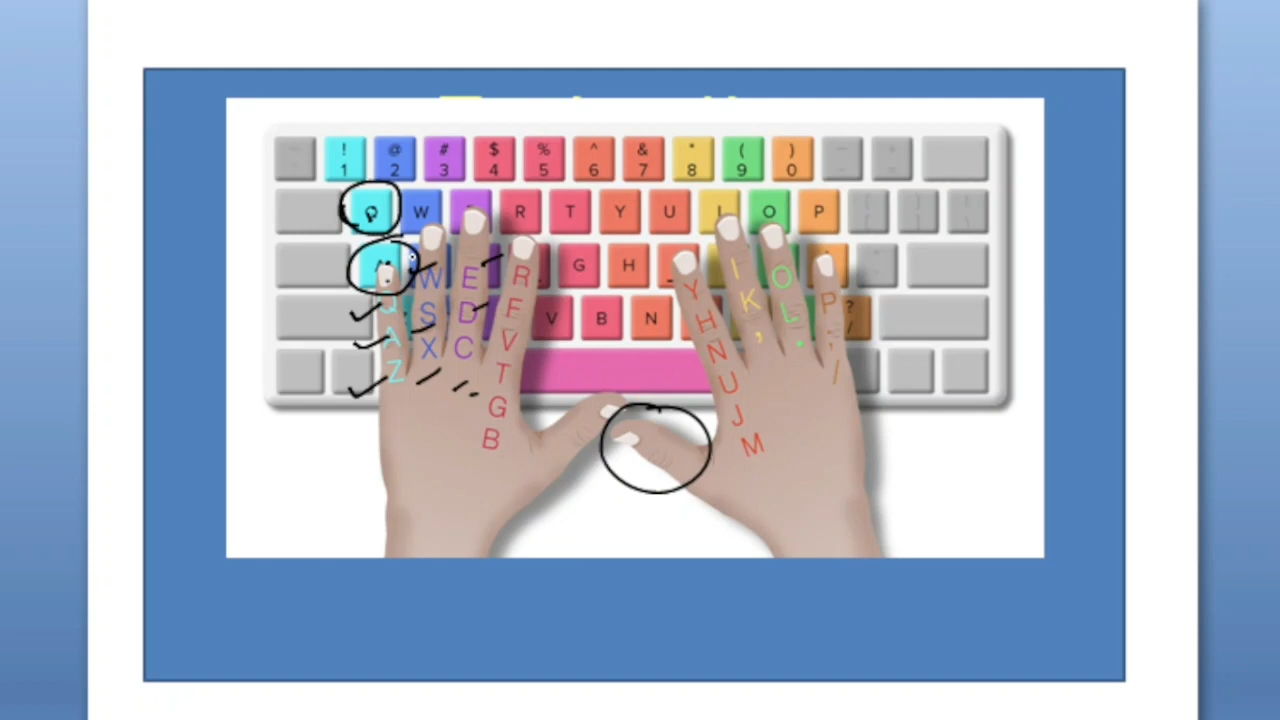 ! @ # $ % ^ & * ( )
1 2 3 4 5 6 7 8 9 0
Q W R T Y U I O P
G H
V B N ?
/
Q A Z
W S X
E D C
R F V T G B
Y H N U J M
I K ,
O L .
P ; /